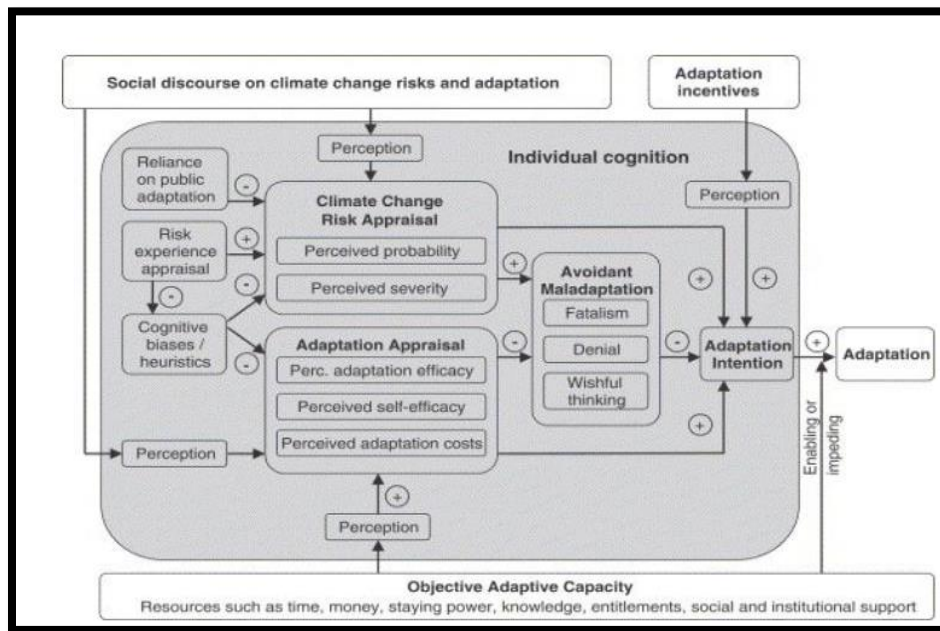 Social discourse on climate change risks and adaptation
Adaptation
incentives
Perception
Individual cognition
Reliance
on public
adaptation
-
Climate Change
Risk Appraisal
Perception
Risk
experience
appraisal
+
Perceived probability
-
Perceived severity
+
Avoidant
Maladaptation
+
+
-
Fatalism
Cognitive
biases /
heuristics
-
Adaptation Appraisal
-
Denial
-
Adaptation
Intention
+
Adaptation
Perc. adaptation efficacy
Wishful
thinking
Perceived self-efficacy
+
Perception
Perceived adaptation costs
Enabling or
impeding
+
Perception
Objective Adaptive Capacity
Resources such as time, money, staying power, knowledge, entitlements, social and institutional support